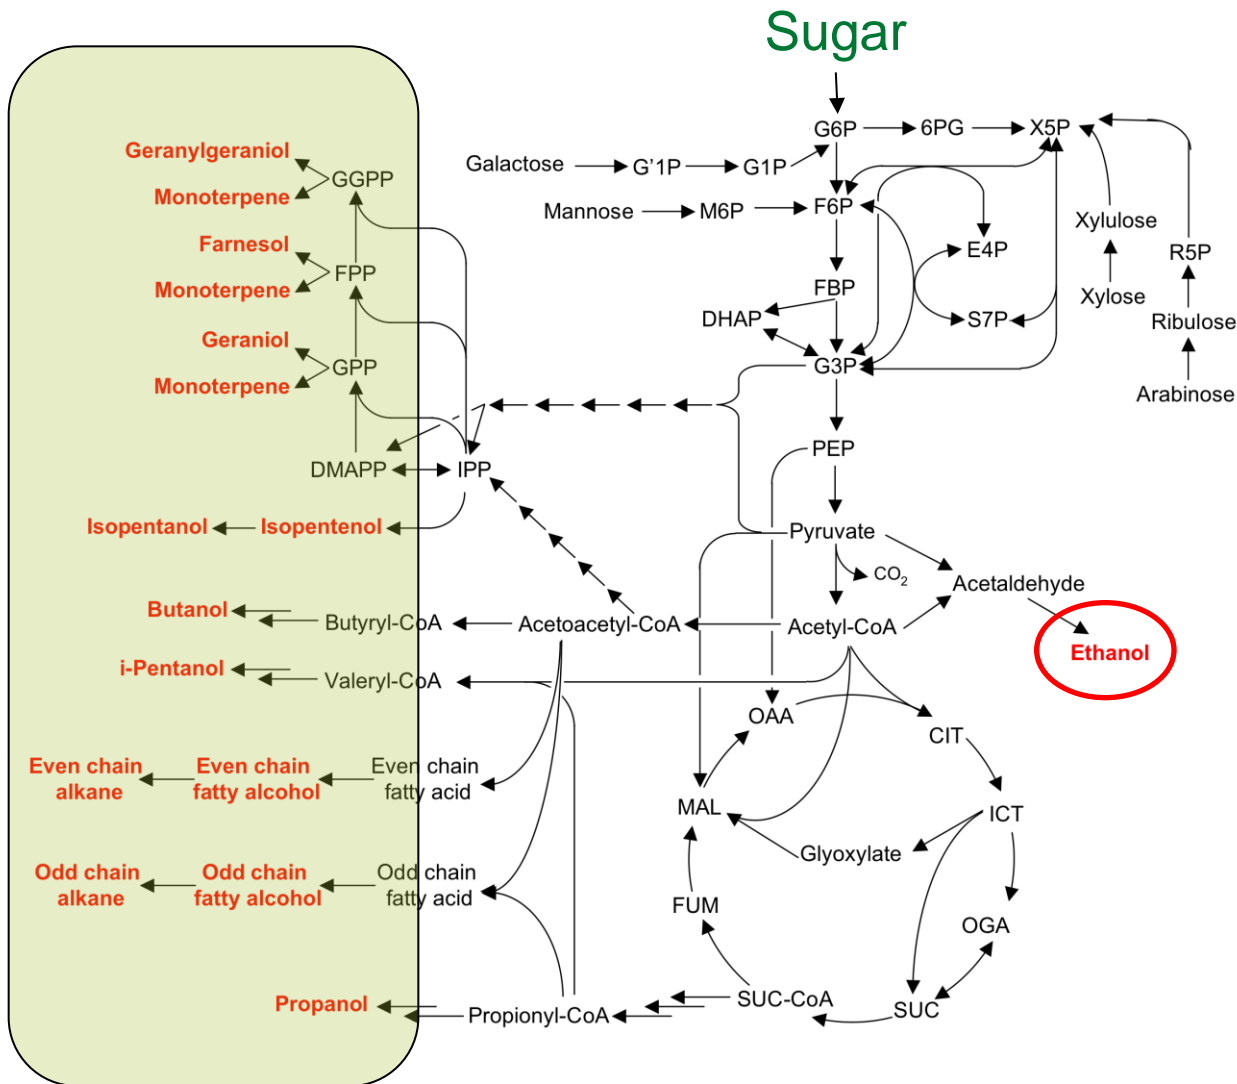 Sugar
G6P
6PG
X5P
Galactose
G'1P
G1P
Mannose
M6P
F6P
Xylulose
E4P
R5P
FBP
Xylose
DHAP
S7P
Ribulose
G3P
Arabinose
PEP
Pyruvate
CO2
Acetaldehyde
Ethanol
Acetyl-CoA
Acetoacetyl-CoA
Geranylgeraniol
GGPP
Monoterpene
Farnesol
FPP
Monoterpene
Geraniol
GPP
Monoterpene
DMAPP
IPP
Isopentanol
Isopentenol
Butanol
Butyryl-CoA
i-Pentanol
Valeryl-CoA
Even chain
alkane
Even chain
fatty alcohol
Even chain
fatty acid
Odd chain
alkane
Odd chain
fatty alcohol
Odd chain
fatty acid
Propanol
Propionyl-CoA
OAA
CIT
MAL
ICT
Glyoxylate
FUM
OGA
SUC-CoA
SUC